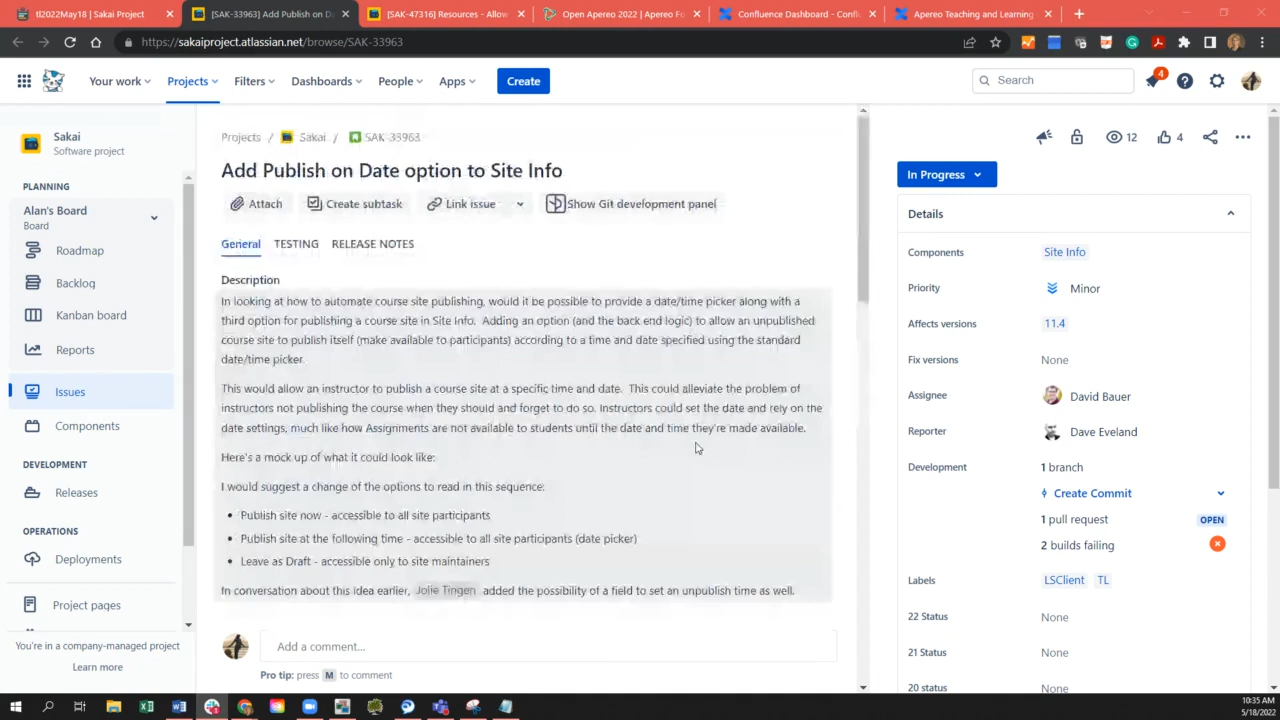 tl2022May18 | Sakai Project
[SAK-33963] Add Publish on Da
[SAK-47316] Resources - Allow
Open Apereo 2022 | Apereo Fo
Confluence Dashboard - Conflu
Apereo Teaching and Learning
https://sakaiproject.atlassian.net/browse/SAK-33963
Your work
Projects
Filters
Dashboards
People
Apps
Create
Search
4
Sakai
Software project
PLANNING
Alan's Board
Board
Roadmap
Backlog
Kanban board
Reports
Issues
Components
DEVELOPMENT
Releases
OPERATIONS
Deployments
Project pages
You're in a company-managed project
Learn more
Projects / Sakai / SAK-33963
Add Publish on Date option to Site Info
Attach
Create subtask
Link issue
Show Git development panel
General
TESTING
RELEASE NOTES
Description
In looking at how to automate course site publishing, would it be possible to provide a date/time picker along with a
third option for publishing a course site in Site Info. Adding an option (and the back end logic) to allow an unpublished
course site to publish itself (make available to participants) according to a time and date specified using the standard
date/time picker.
This would allow an instructor to publish a course site at a specific time and date. This could alleviate the problem of
instructors not publishing the course when they should and forget to do so. Instructors could set the date and rely on the
date settings, much like how Assignments are not available to students until the date and time they're made available.
Here's a mock up of what it could look like:
I would suggest a change of the options to read in this sequence:
• Publish site now - accessible to all site participants
• Publish site at the following time - accessible to all site participants (date picker)
• Leave as Draft - accessible only to site maintainers
In conversation about this idea earlier, Jolie Tingen added the possibility of a field to set an unpublish time as well.
Add a comment...
Pro tip: press M to comment
12
4
In Progress
Details
Components
Site Info
Priority
Minor
Affects versions
11.4
Fix versions
None
Assignee
David Bauer
Reporter
Dave Eveland
Development
1 branch
Create Commit
1 pull request
OPEN
2 builds failing
Labels
LSClient
TL
22 Status
None
21 Status
None
20 status
None
10:35 AM
5/18/2022